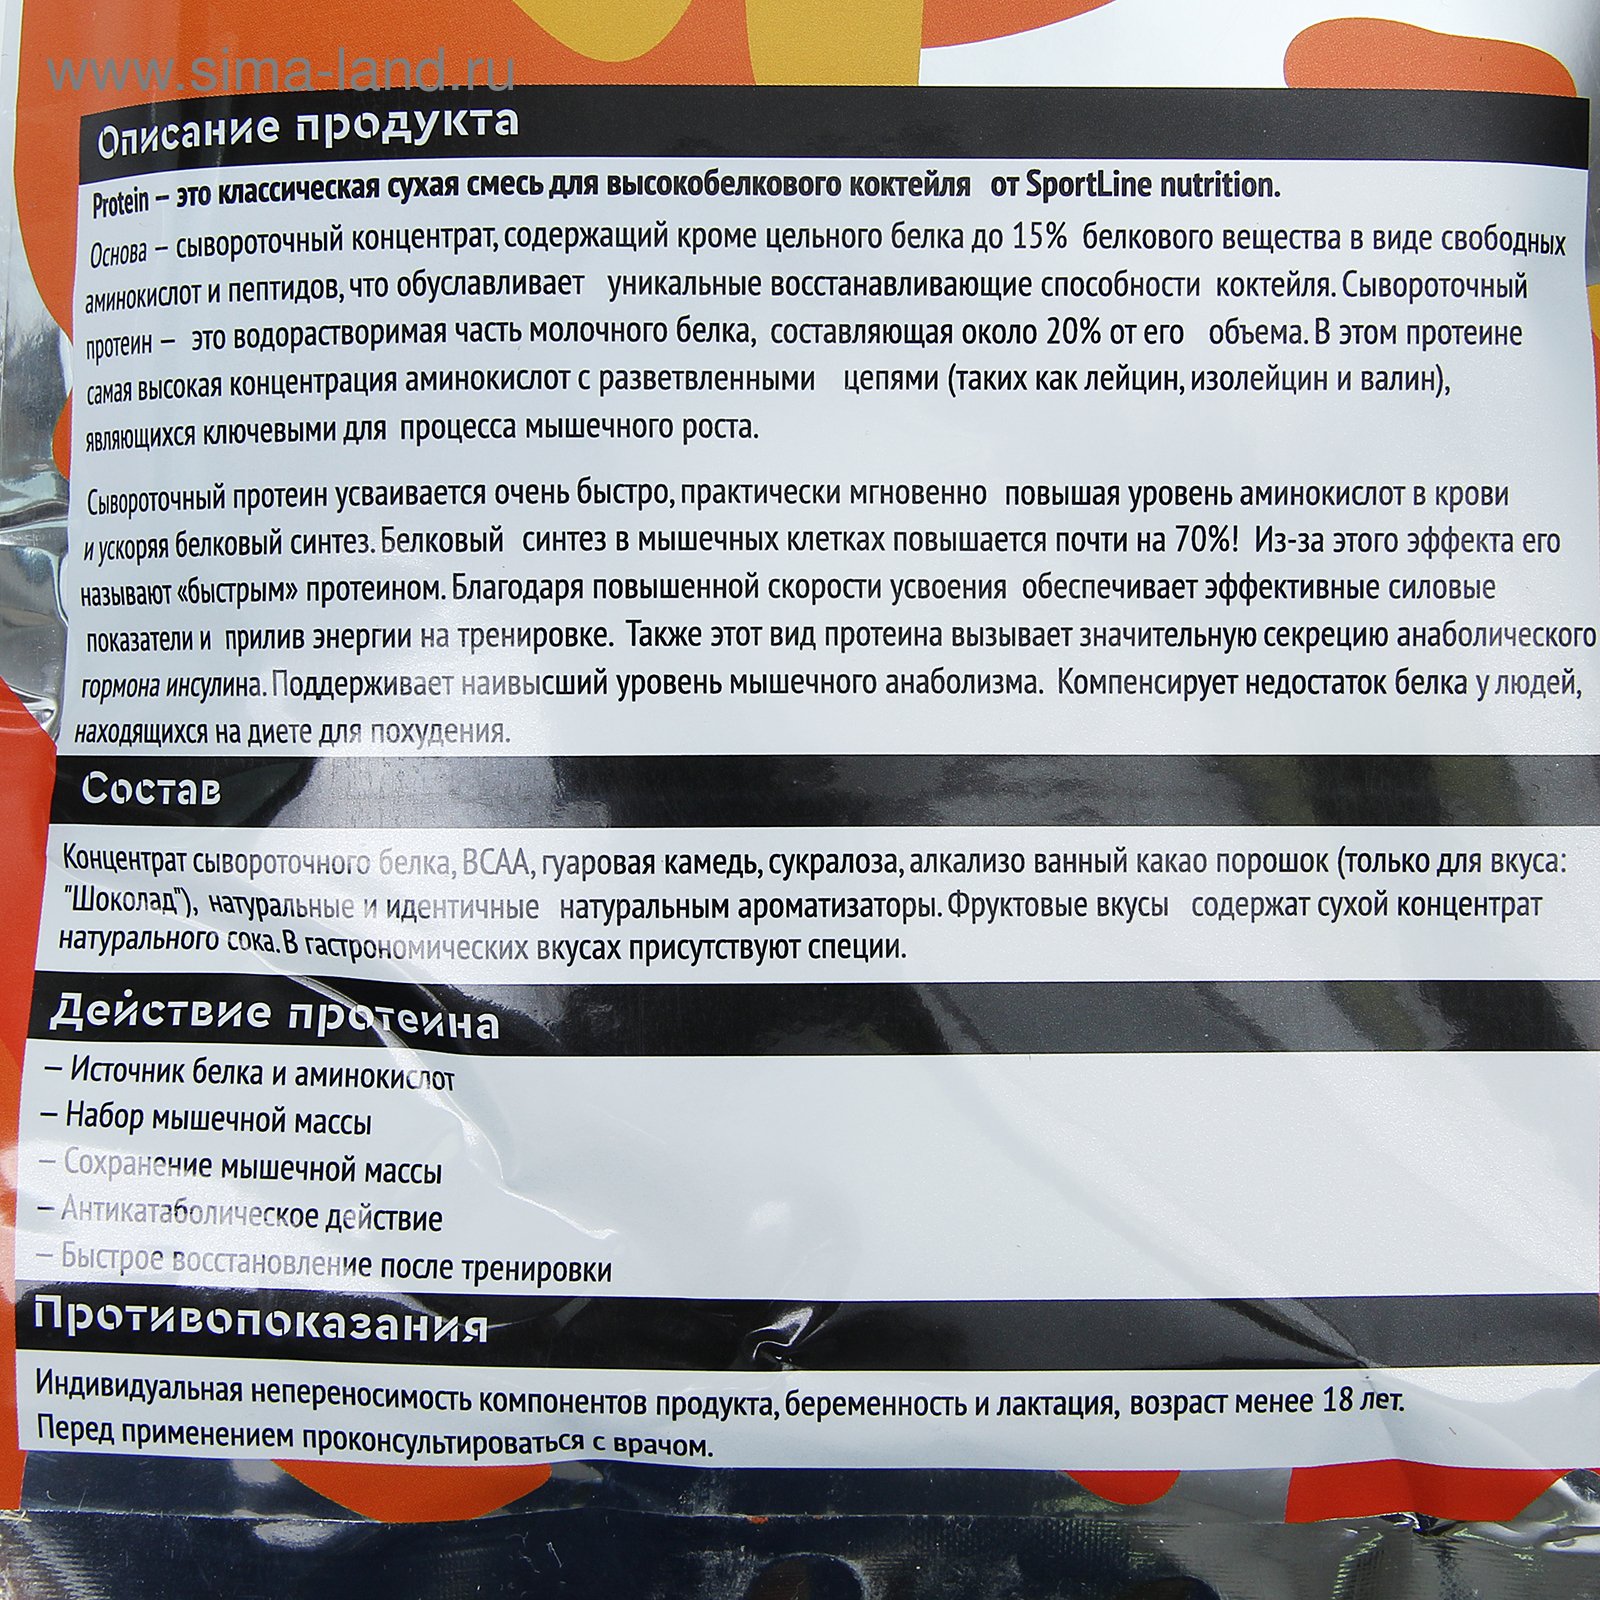 www.sima-land.ru
Описание продукта
Protein – это классическая сухая смесь для высокобелкового коктейля от SportLine nutrition.
Основа – сывороточный концентрат, содержащий кроме цельного белка до 15% белкового вещества в виде свободных
аминокислот и пептидов, что обуславливает уникальные восстанавливающие способности коктейля. Сывороточный
протеин – это водорастворимая часть молочного белка, составляющая около 20% от его объема. В этом протеине
самая высокая концентрация аминокислот с разветвленными цепями (таких как лейцин, изолейцин и валин),
являющихся ключевыми для процесса мышечного роста.
Сывороточный протеин усваивается очень быстро, практически мгновенно повышая уровень аминокислот в крови
и ускоряя белковый синтез. Белковый синтез в мышечных клетках повышается почти на 70%! Из-за этого эффекта его
называют «быстрым» протеином. Благодаря повышенной скорости усвоения обеспечивает эффективные силовые
показатели и прилив энергии на тренировке. Также этот вид протеина вызывает значительную секрецию анаболического
гормона инсулина. Поддерживает наивысший уровень мышечного анаболизма. Компенсирует недостаток белка у людей,
находящихся на диете для похудения.
Состав
Концентрат сывороточного белка, BCAA, гуаровая камедь, сукралоза, алкализо ванный какао порошок (только для вкуса:
"Шоколад"), натуральные и идентичные натуральным ароматизаторы. Фруктовые вкусы содержат сухой концентрат
натурального сока. В гастрономических вкусах присутствуют специи.
Действие протеина
– Источник белка и аминокислот
– Набор мышечной массы
– Сохранение мышечной массы
– Антикатаболическое действие
– Быстрое восстановление после тренировки
Противопоказания
Индивидуальная непереносимость компонентов продукта, беременность и лактация, возраст менее 18 лет.
Перед применением проконсультироваться с врачом.